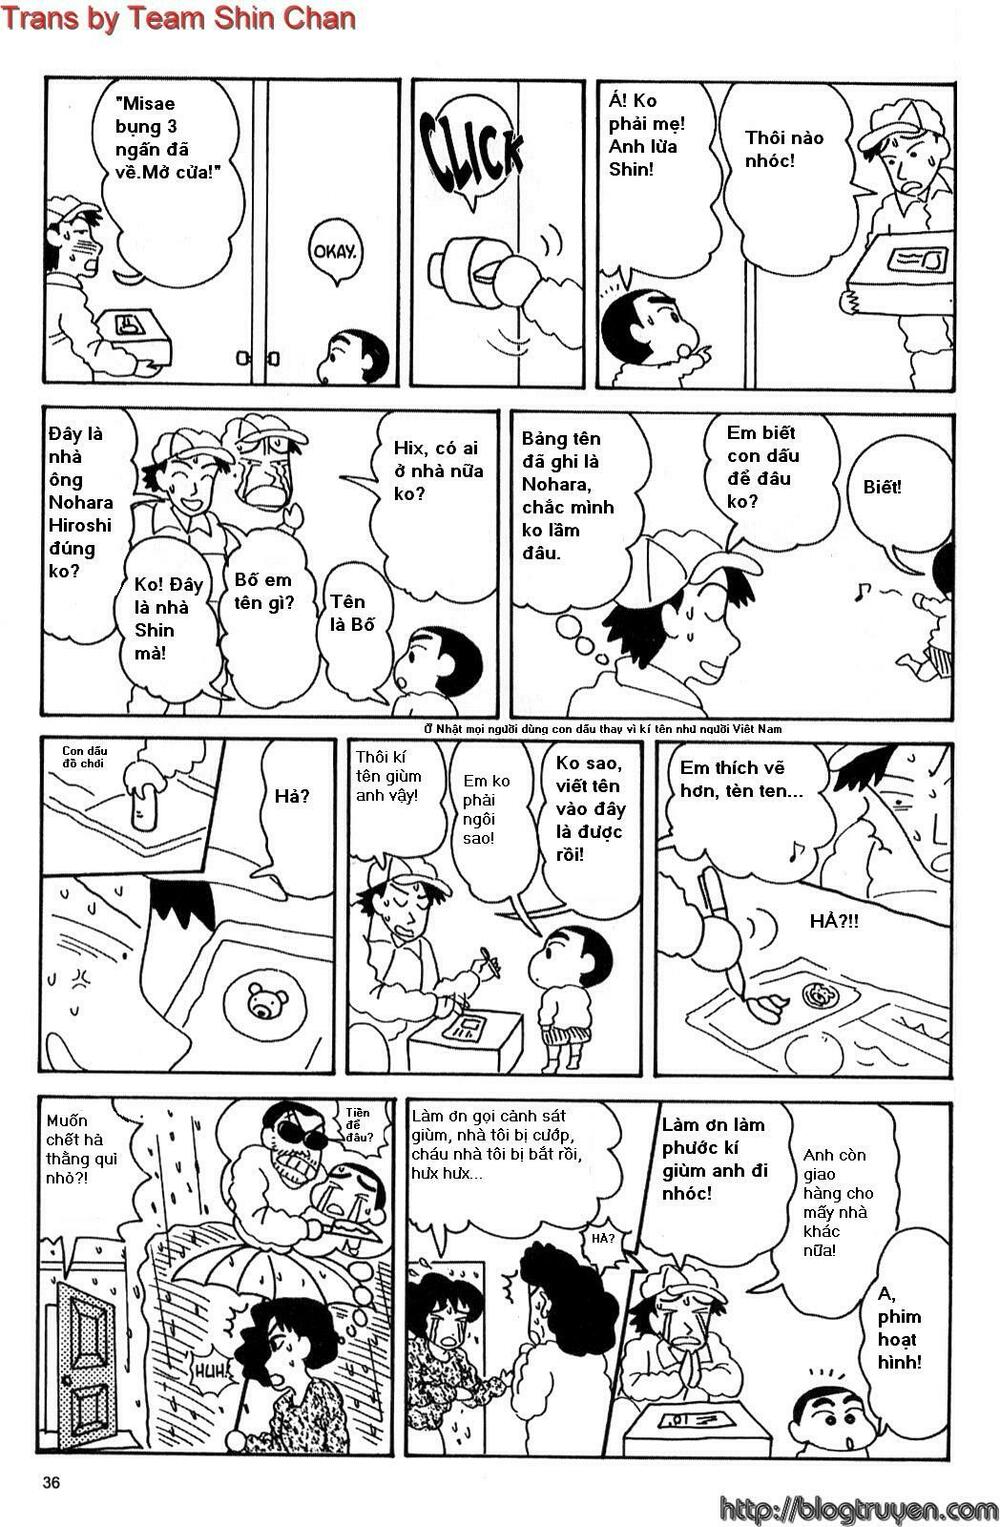 Trans by Team Shin Chan
"Misae
bụng 3
ngấn đã
về.Mở cửa!"
OKAY.
CLICK
Á! Ko
phải mẹ!
Anh lừa
Shin!
Thôi nào
nhóc!
Đây là
nhà
ông
Nohara
Hiroshi
đúng
ko?
Ko! Đây
là nhà
Shin
mà!
Bố em
tên gì?
Tên
là Bố
Hix, có ai
ở nhà nữa
ko?
Bảng tên
đã ghi là
Nohara,
chắc mình
ko lầm
đâu.
Em biết
con dấu
để đâu
ko?
Biết!
Ở Nhật mọi người dùng con dấu thay vì kí tên như người Việt Nam
Con dấu
đồ chơi
Hả?
Thôi kí
tên giùm
anh vậy!
Em ko
phải
ngôi
sao!
Ko sao,
viết tên
vào đây
là được
rồi!
Em thích vẽ
hơn, tèn ten...
HẢ?!!
Muốn
chết hả
thằng quỉ
nhỏ?!
Tiền
để
đâu?
HUH!
Làm ơn gọi cảnh sát
giùm, nhà tôi bị cướp,
cháu nhà tôi bị bắt rồi,
hưx hưx...
HẢ?
Làm ơn làm
phước kí
giùm anh đi
nhóc!
Anh còn
giao
hàng cho
mấy nhà
khác
nữa!
A,
phim
hoạt
hình!
36
http://blogtruyen.com